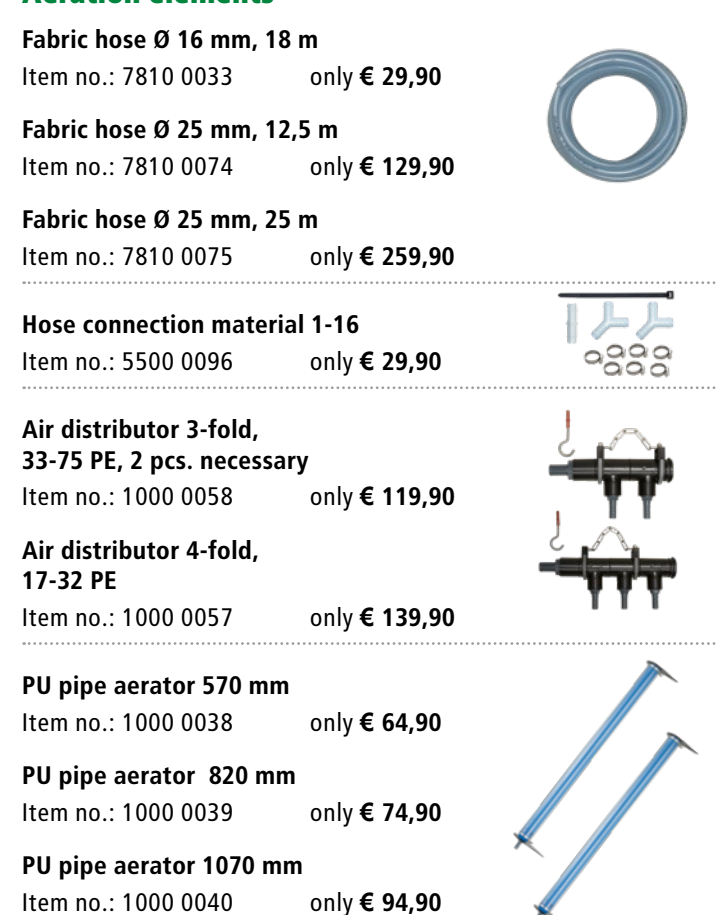 Aeration elements
Fabric hose Ø 16 mm, 18 m
Item no.: 7810 0033 only € 29,90
Fabric hose Ø 25 mm, 12,5 m
Item no.: 7810 0074 only € 129,90
Fabric hose Ø 25 mm, 25 m
Item no.: 7810 0075 only € 259,90
Hose connection material 1-16
Item no.: 5500 0096 only € 29,90
Air distributor 3-fold,
33-75 PE, 2 pcs. necessary
Item no.: 1000 0058 only € 119,90
Air distributor 4-fold,
17-32 PE
Item no.: 1000 0057 only € 139,90
PU pipe aerator 570 mm
Item no.: 1000 0038 only € 64,90
PU pipe aerator 820 mm
Item no.: 1000 0039 only € 74,90
PU pipe aerator 1070 mm
Item no.: 1000 0040 only € 94,90